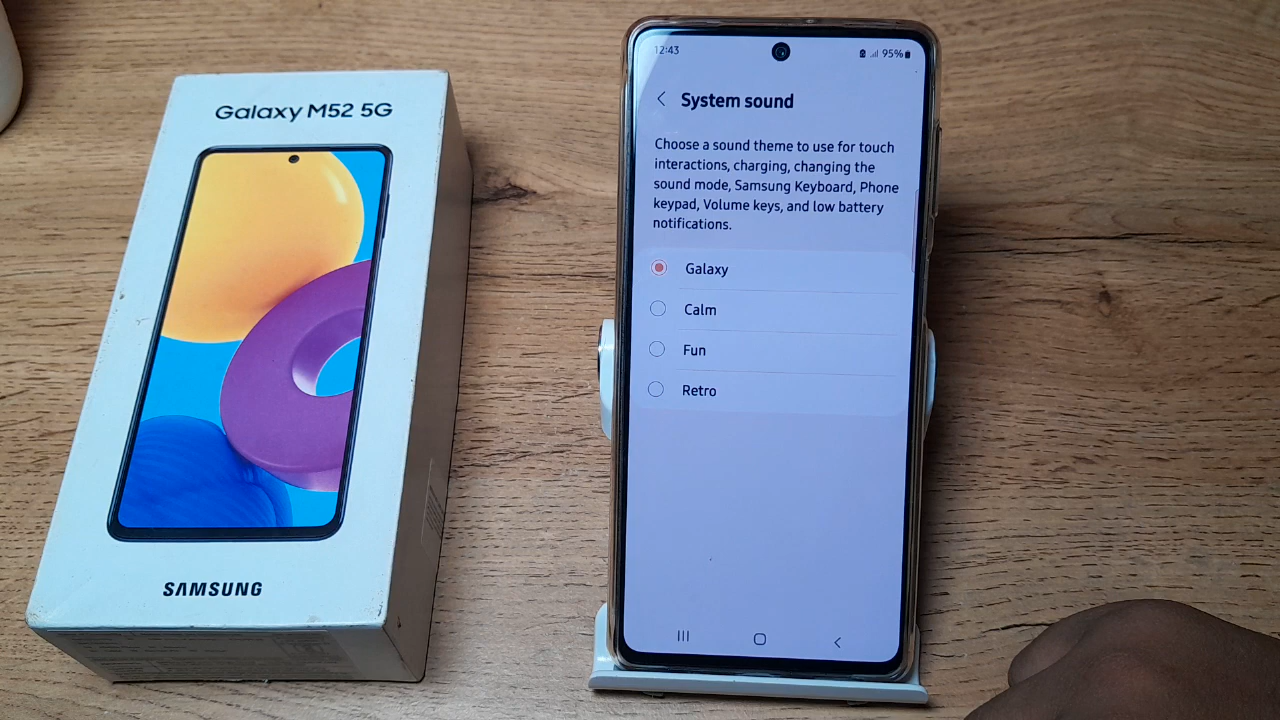 Galaxy M52 5G
SAMSUNG
12:43
95%
System sound
Choose a sound theme to use for touch
interactions, charging, changing the
sound mode, Samsung Keyboard, Phone
keypad, Volume keys, and low battery
notifications.
Galaxy
Calm
Fun
Retro